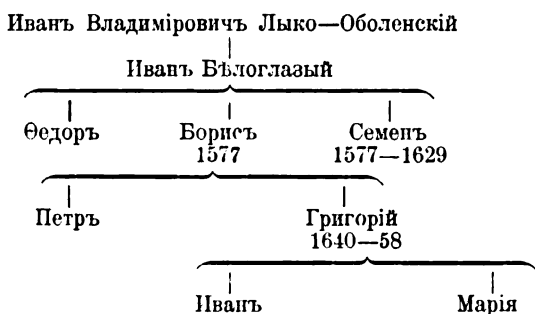 Иванъ Владиміровичъ Лыко—Оболенскій
Иванъ Бѣлоглазый
Ѳедоръ Борисъ Семенъ
1577 1577—1629
Петръ Григорій
1640—58
Иванъ Марія